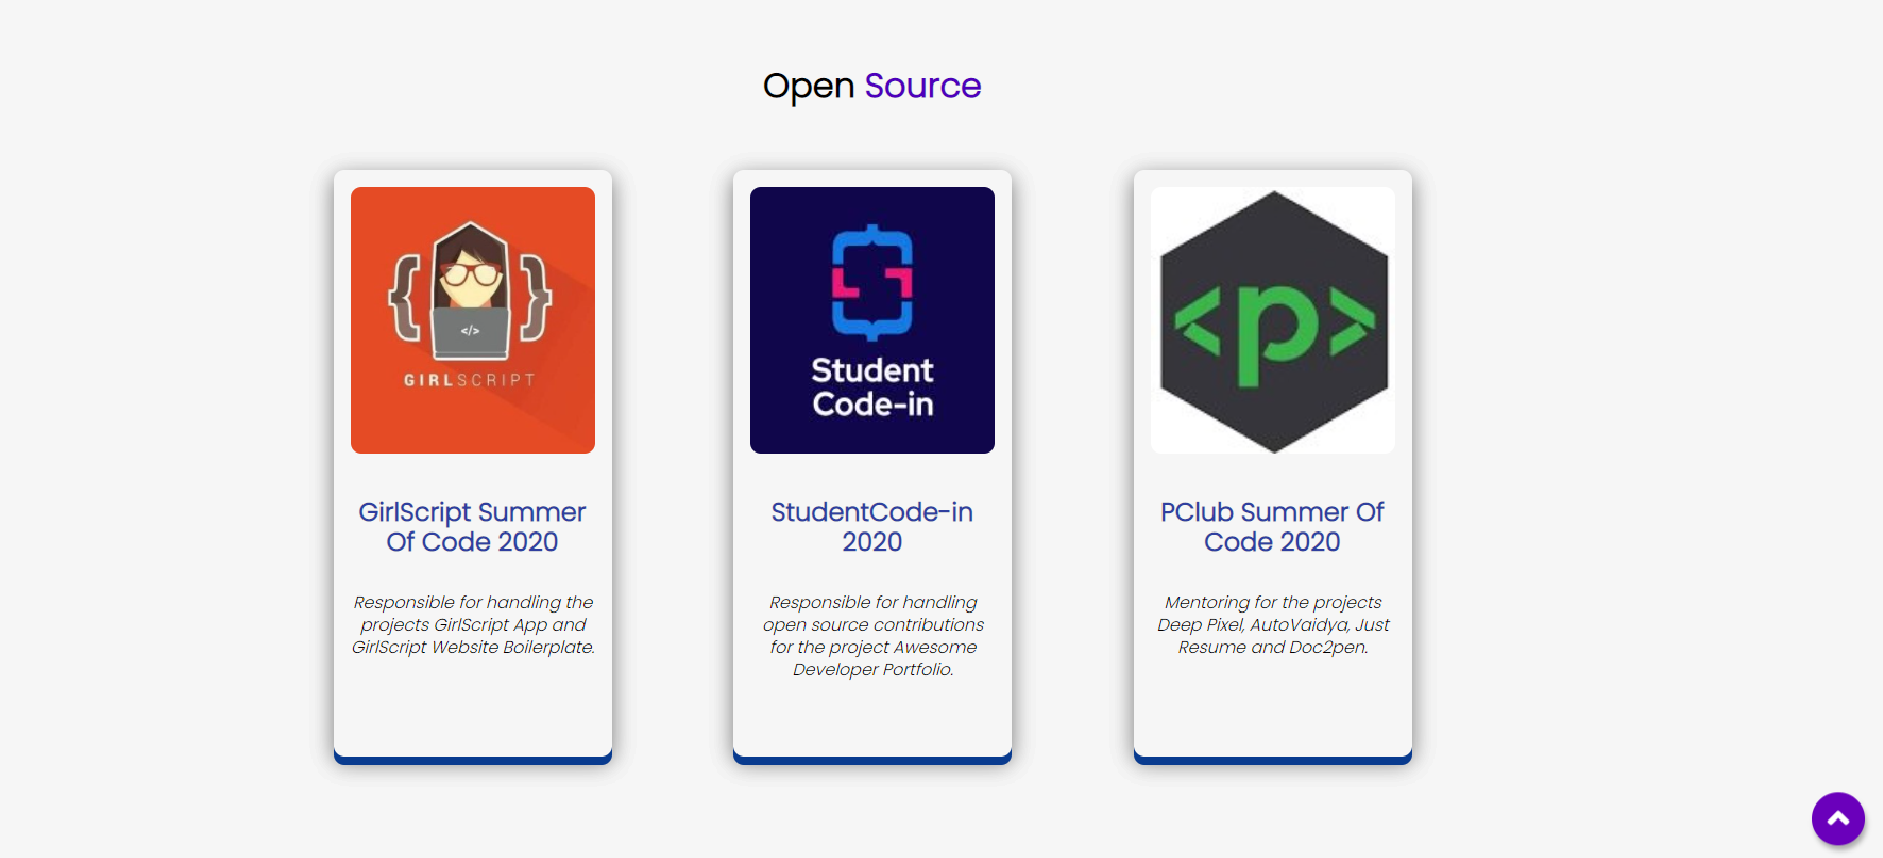 Open Source
</>
GIRLSCRIPT
Student
Code-in
<p>
GirlScript Summer
Of Code 2020
StudentCode-in
2020
PClub Summer Of
Code 2020
Responsible for handling the
projects GirlScript App and
GirlScript Website Boilerplate.
Responsible for handling
open source contributions
for the project Awesome
Developer Portfolio.
Mentoring for the projects
Deep Pixel, AutoVaidya, Just
Resume and Doc2pen.